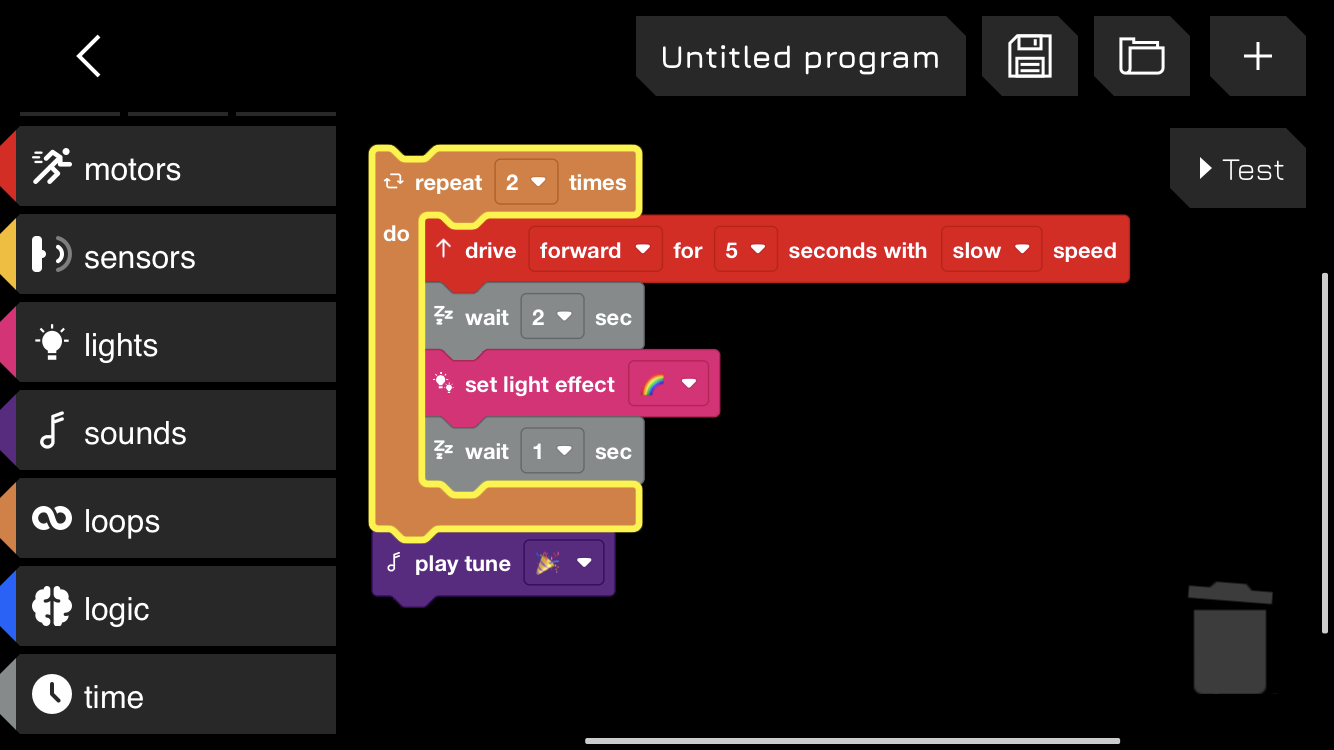 Untitled program
Test
motors
sensors
lights
sounds
loops
logic
time
repeat 2 times
do
drive forward for 5 seconds with slow speed
wait 2 sec
set light effect
wait 1 sec
play tune